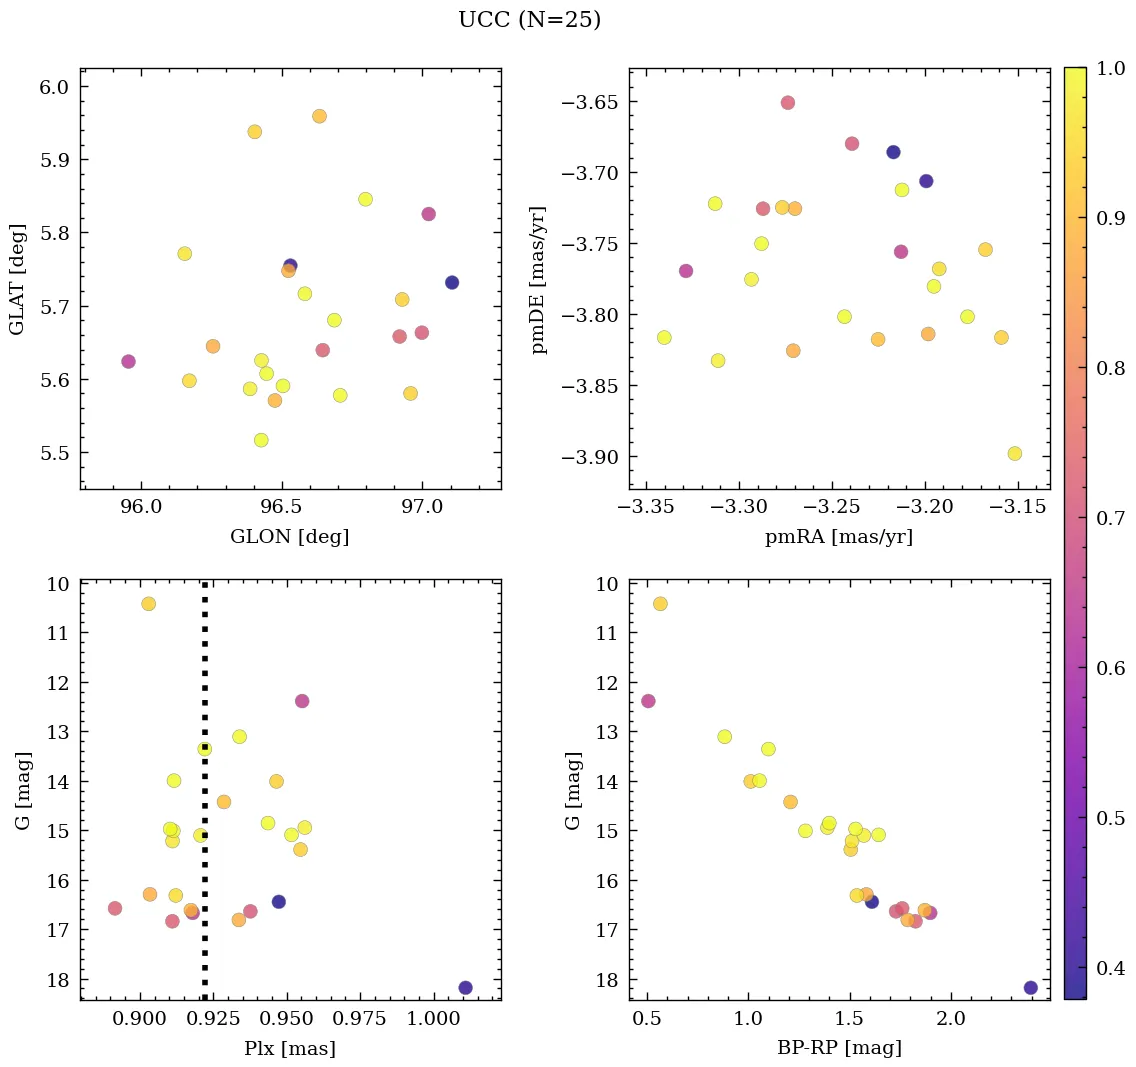 UCC (N=25)
6.0
5.9
5.8
5.7
5.6
5.5
GLAT [deg]
96.0 96.5 97.0
GLON [deg]
−3.65
−3.70
−3.75
−3.80
−3.85
−3.90
pmDE [mas/yr]
−3.35 −3.30 −3.25 −3.20 −3.15
pmRA [mas/yr]
10
11
12
13
14
15
16
17
18
G [mag]
0.900 0.925 0.950 0.975 1.000
Plx [mas]
10
11
12
13
14
15
16
17
18
G [mag]
0.5 1.0 1.5 2.0
BP-RP [mag]
1.0
0.9
0.8
0.7
0.6
0.5
0.4